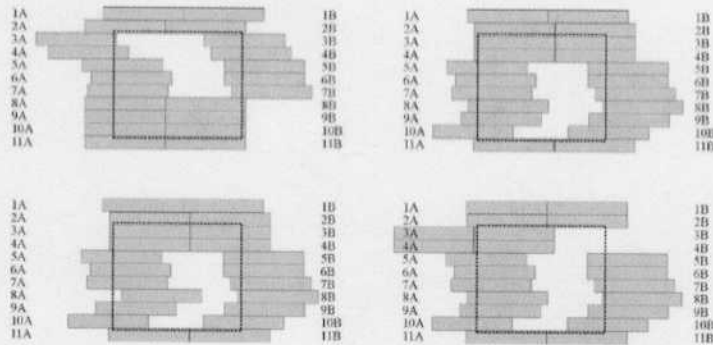 1A 1B
2A 2B
3A 3B
4A 4B
5A 5B
6A 6B
7A 7B
8A 8B
9A 9B
10A 10B
11A 11B
1A 1B
2A 2B
3A 3B
4A 4B
5A 5B
6A 6B
7A 7B
8A 8B
9A 9B
10A 10B
11A 11B
1A 1B
2A 2B
3A 3B
4A 4B
5A 5B
6A 6B
7A 7B
8A 8B
9A 9B
10A 10B
11A 11B
1A 1B
2A 2B
3A 3B
4A 4B
5A 5B
6A 6B
7A 7B
8A 8B
9A 9B
10A 10B
11A 11B